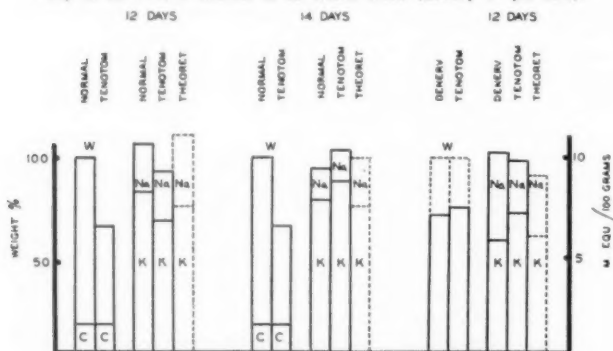 12 DAYS 14 DAYS 12 DAYS
NORMAL TENOTOM NORMAL TENOTOM THEORET NORMAL TENOTOM NORMAL TENOTOM THEORET DENERV TENOTOM DENERV TENOTOM THEORET
W W W
100 10
Na Na Na Na Na Na Na Na Na
WEIGHT % M EQU/100 GRAMS
50 5
K K K K K K K K K
C C C C